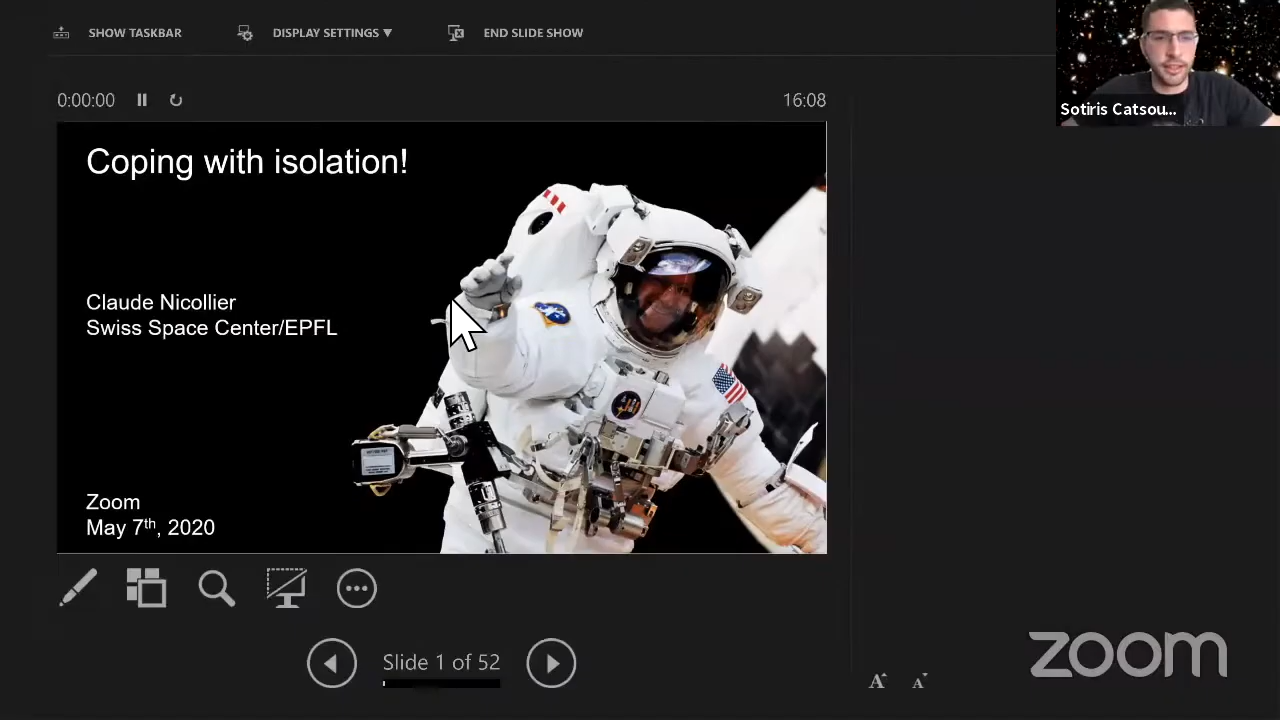 SHOW TASKBAR
DISPLAY SETTINGS ▼
END SLIDE SHOW
Sotiris Catsou...
0:00:00
16:08
Coping with isolation!
Claude Nicollier
Swiss Space Center/EPFL
Zoom
May 7th, 2020
Slide 1 of 52
A A
zoom